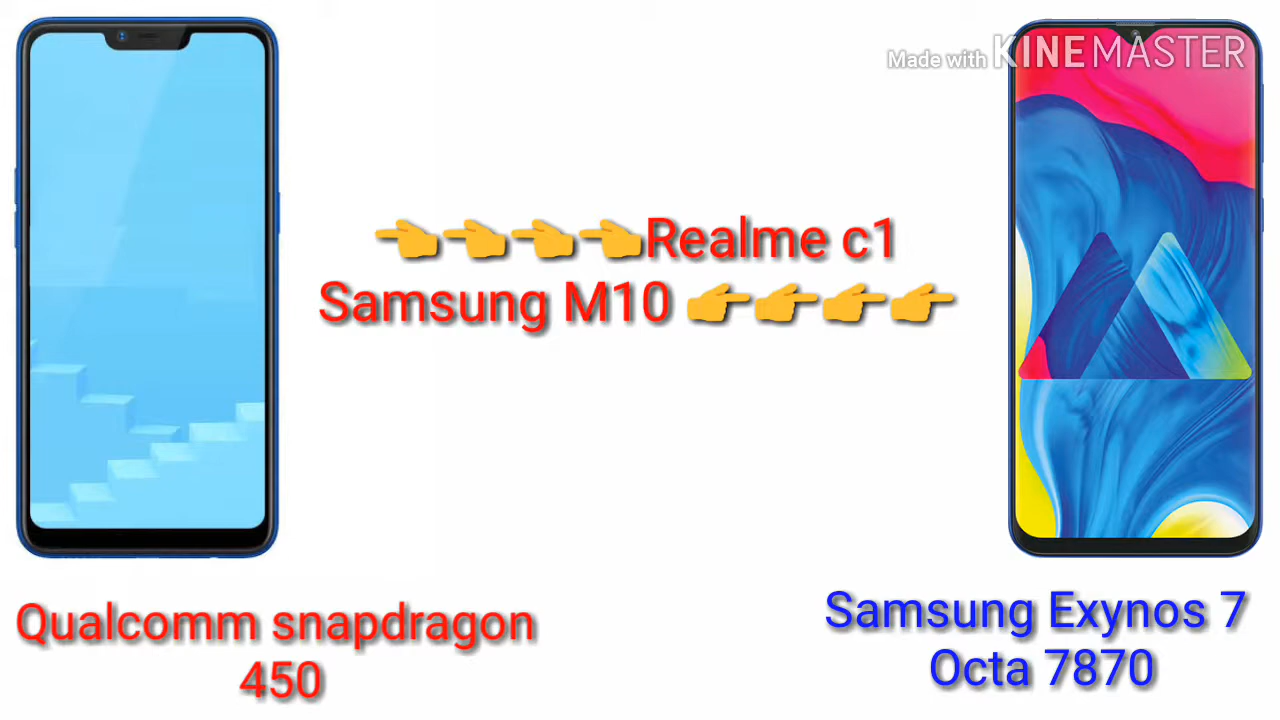 Made with KINEMASTER
👈👈👈👈Realme c1
Samsung M10 👉👉👉👉
Qualcomm snapdragon
450
Samsung Exynos 7
Octa 7870